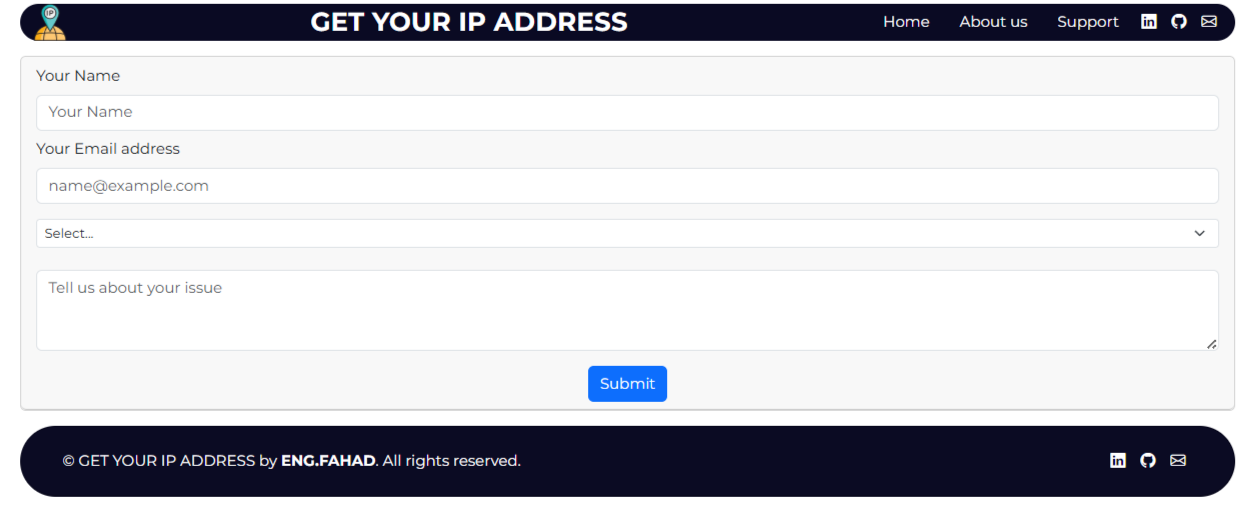 IP
GET YOUR IP ADDRESS
Home About us Support
Your Name
Your Name
Your Email address
name@example.com
Select...
Tell us about your issue
Submit
© GET YOUR IP ADDRESS by ENG.FAHAD. All rights reserved.